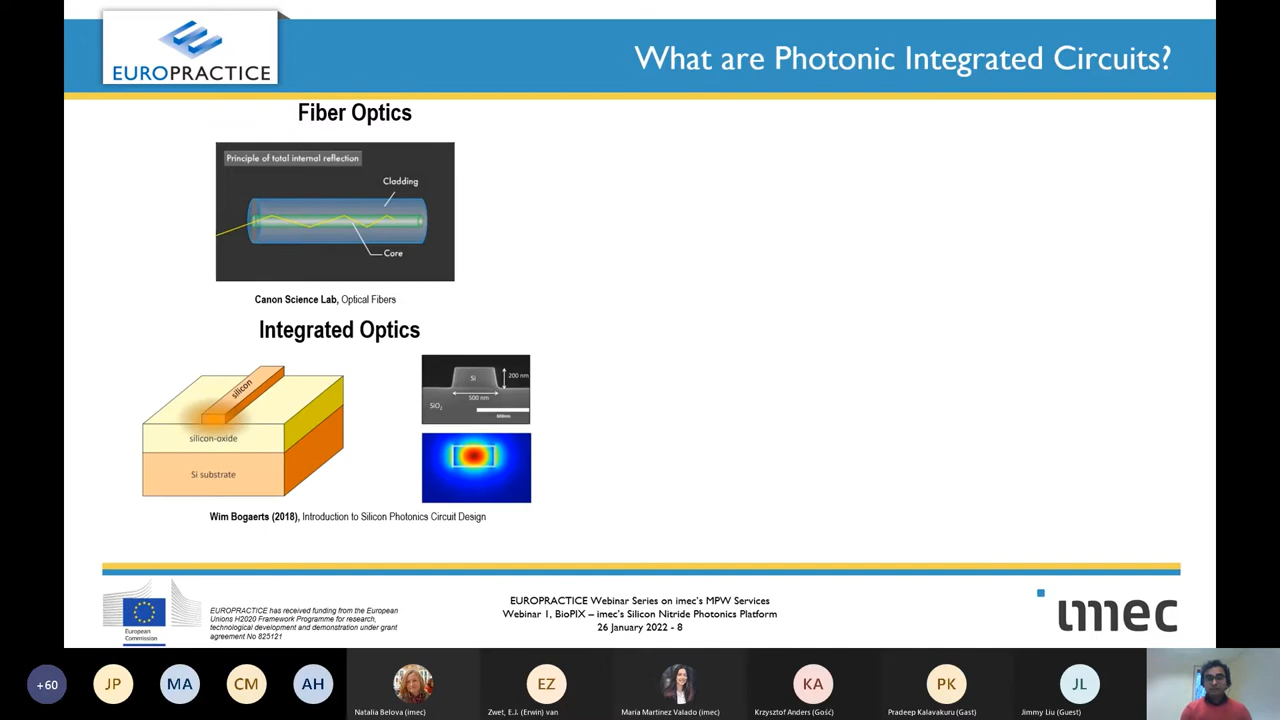 EUROPRACTICE
What are Photonic Integrated Circuits?
Fiber Optics
Principle of total internal reflection
Cladding
Core
Canon Science Lab, Optical Fibers
Integrated Optics
silicon
silicon-oxide
Si substrate
Si
200 nm
500 nm
SiO2
Wim Bogaerts (2018), Introduction to Silicon Photonics Circuit Design
European
Commission
EUROPRACTICE has received funding from the European
Unions H2020 Framework Programme for research,
technological development and demonstration under grant
agreement No 825121
EUROPRACTICE Webinar Series on imec's MPW Services
Webinar 1, BioPIX – imec's Silicon Nitride Photonics Platform
26 January 2022 - 8
imec
+60
JP
MA
CM
AH
Natalia Belova (imec)
EZ
Zwet, E.J. (Erwin) van
Maria Martinez Valado (imec)
KA
Krzysztof Anders (Gość)
PK
Pradeep Kalavakuru (Gast)
JL
Jimmy Liu (Guest)